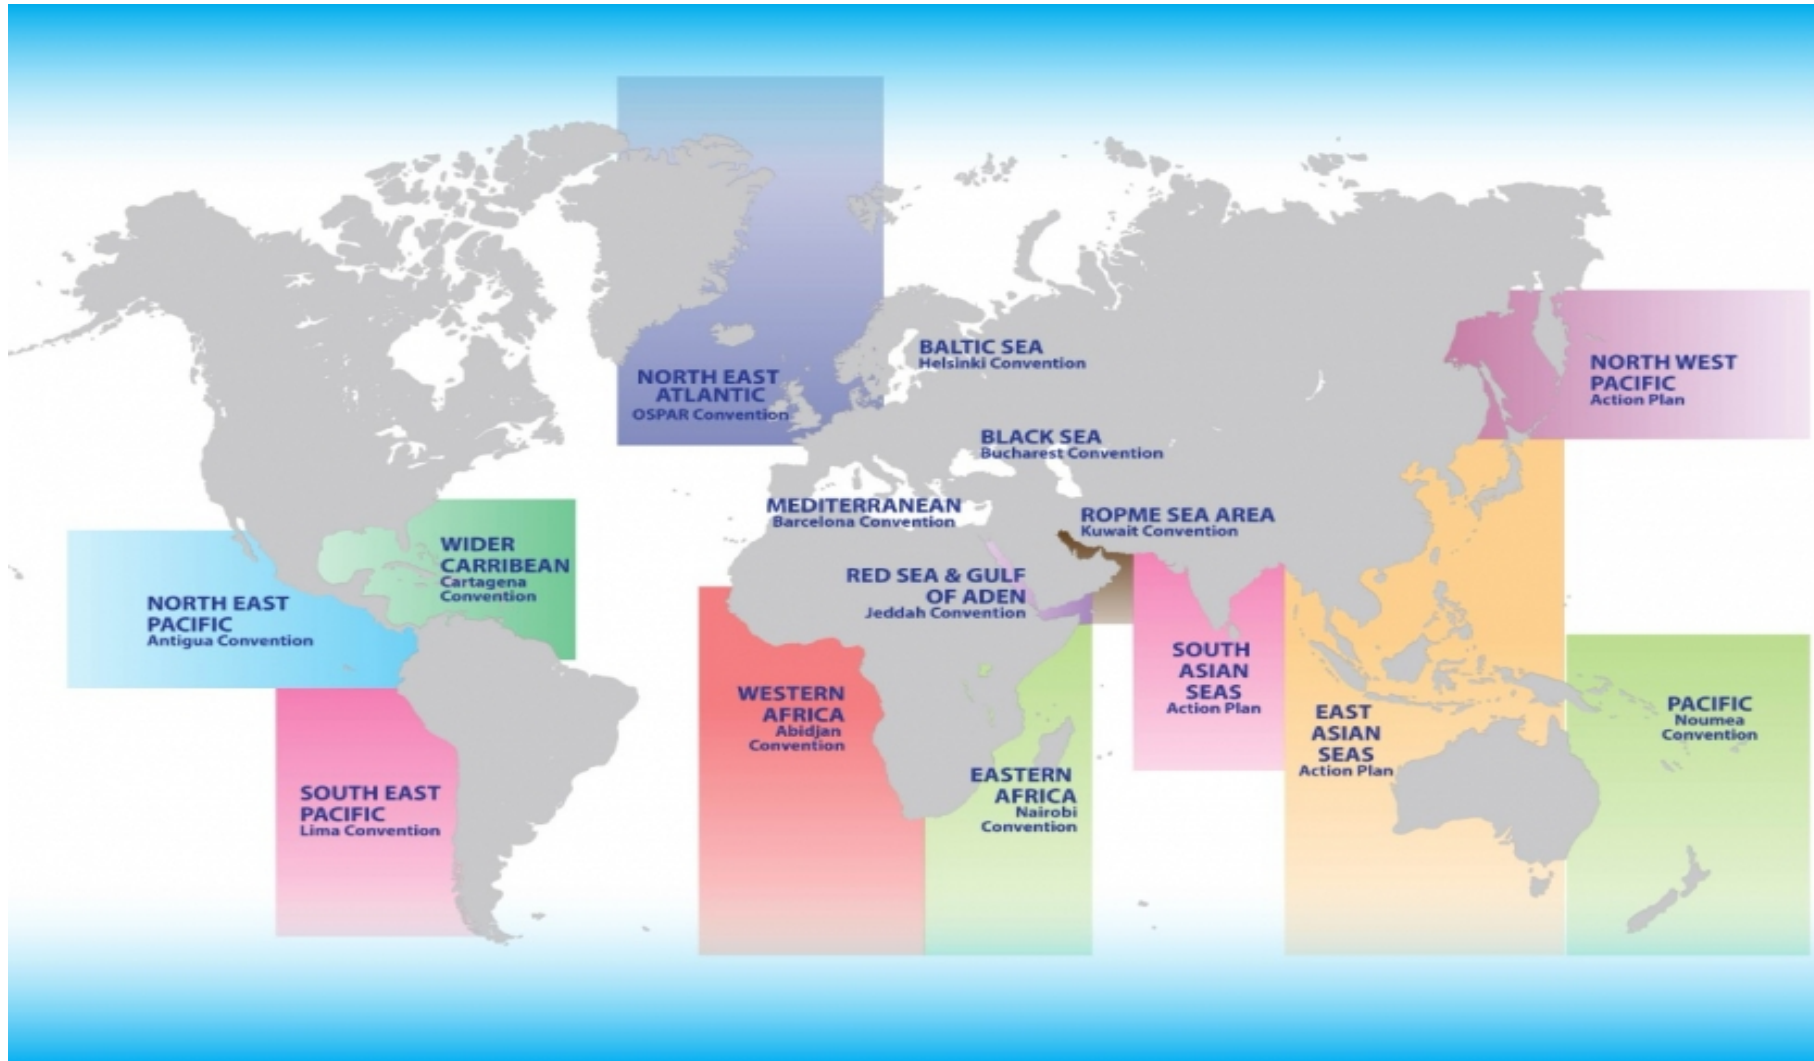 BALTIC SEA
Helsinki Convention
NORTH EAST
ATLANTIC
OSPAR Convention
NORTH WEST
PACIFIC
Action Plan
BLACK SEA
Bucharest Convention
MEDITERRANEAN
Barcelona Convention
ROPME SEA AREA
Kuwait Convention
WIDER
CARRIBEAN
Cartagena
Convention
RED SEA & GULF
OF ADEN
Jeddah Convention
NORTH EAST
PACIFIC
Antigua Convention
SOUTH
ASIAN
SEAS
Action Plan
WESTERN
AFRICA
Abidjan
Convention
EAST
ASIAN
SEAS
Action Plan
PACIFIC
Noumea
Convention
EASTERN
AFRICA
Nairobi
Convention
SOUTH EAST
PACIFIC
Lima Convention